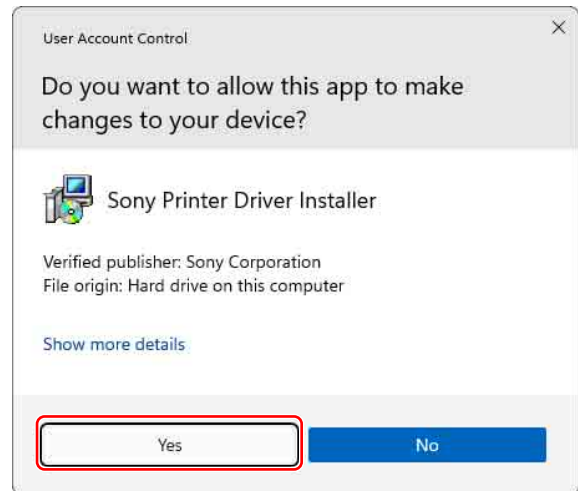 User Account Control
Do you want to allow this app to make
changes to your device?
Sony Printer Driver Installer
Verified publisher: Sony Corporation
File origin: Hard drive on this computer
Show more details
Yes
No